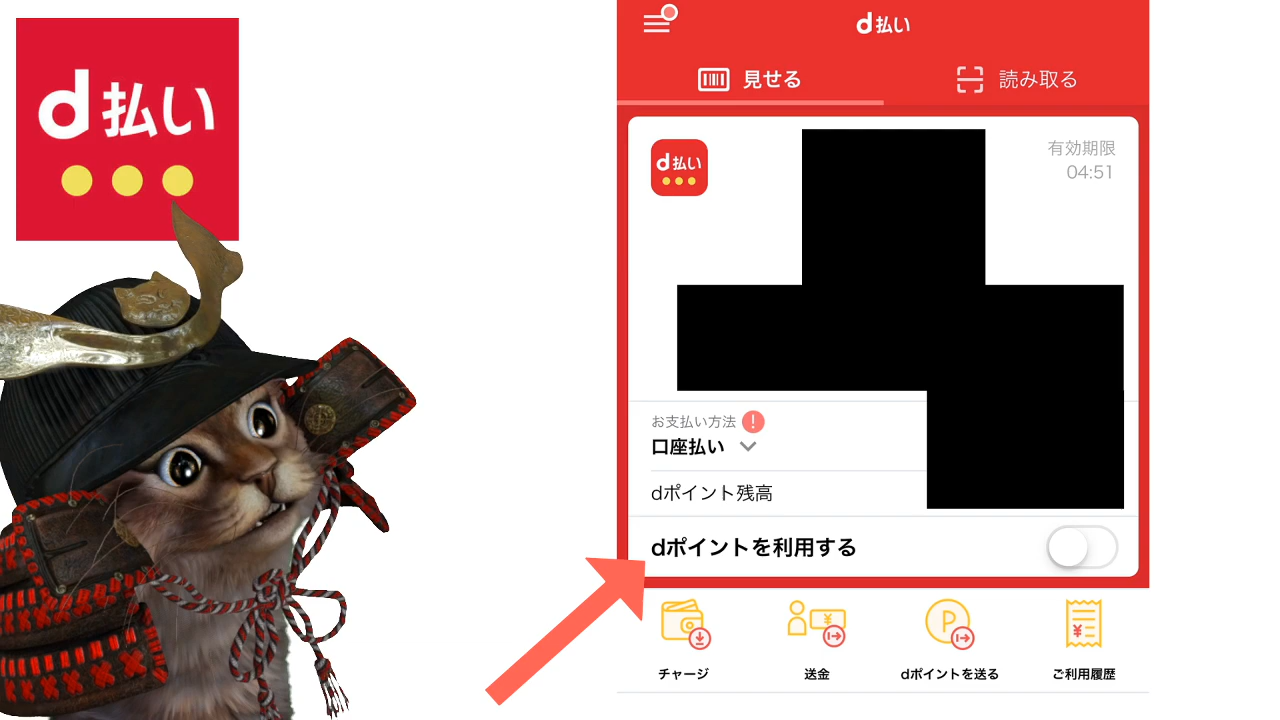 d払い
d払い
見せる
読み取る
d払い
有効期限
04:51
お支払い方法 !
口座払い
dポイント残高
dポイントを利用する
チャージ
送金
dポイントを送る
ご利用履歴